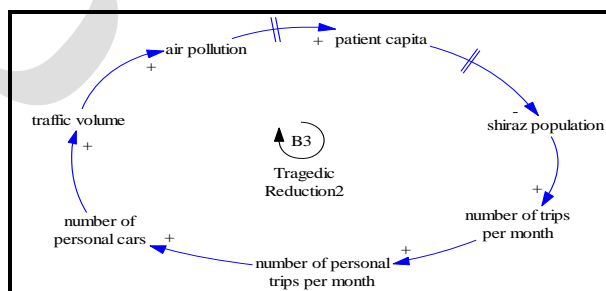 air pollution
+
patient capita
-
shiraz population
+
number of trips
per month
+
number of personal
trips per month
+
number of
personal cars
+
traffic volume
+
B3
Tragedic
Reduction2